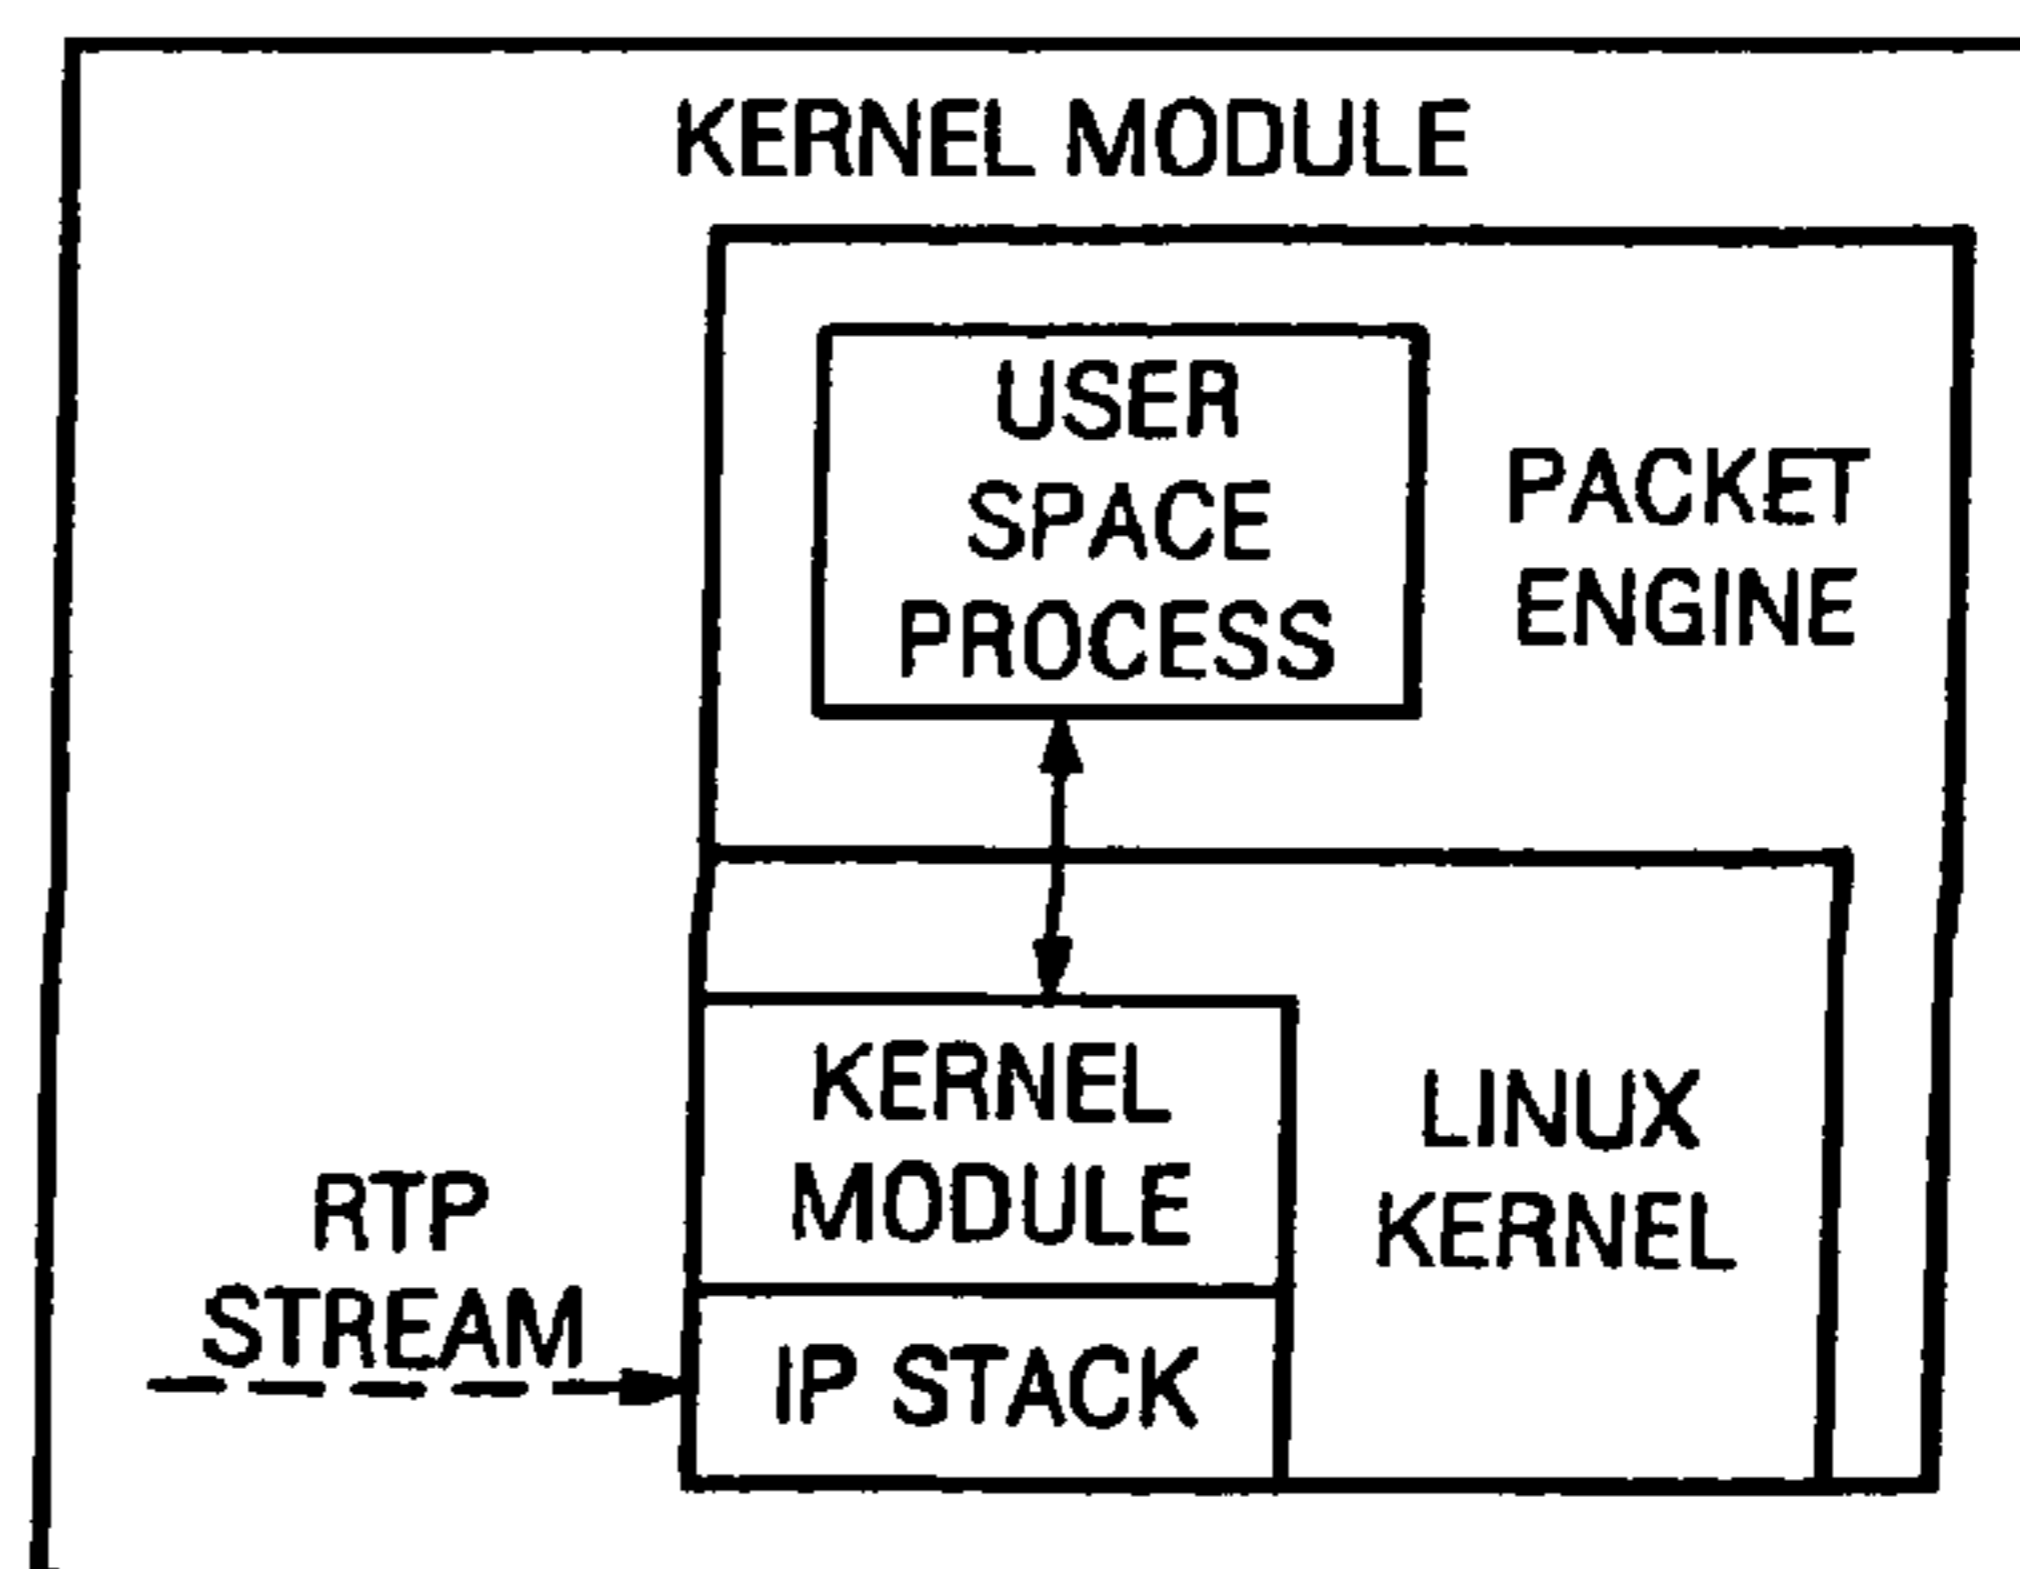 KERNEL MODULE
USER
SPACE
PROCESS
PACKET
ENGINE
KERNEL
MODULE
LINUX
KERNEL
RTP
STREAM
IP STACK